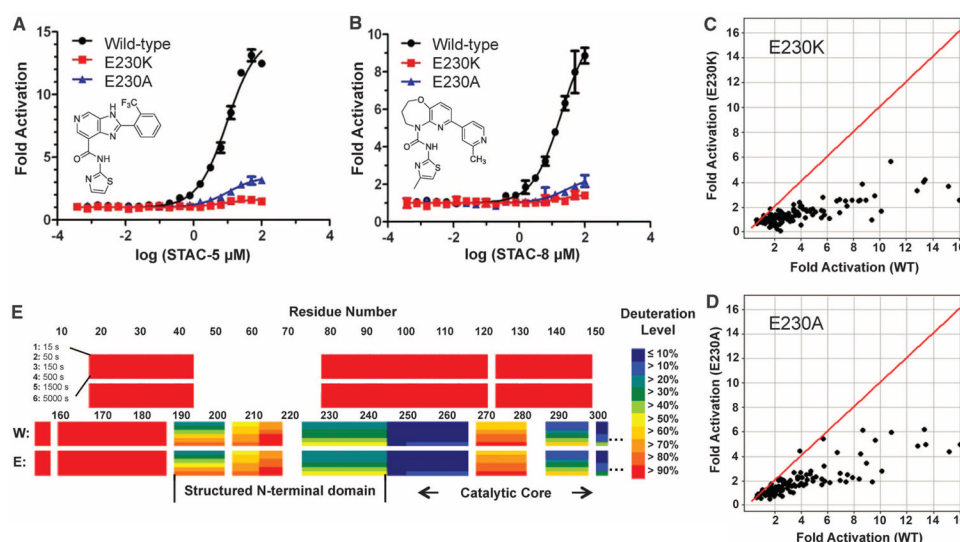 A
Wild-type
E230K
E230A
Fold Activation
15
10
5
0
-4
-2
0
2
4
log (STAC-5 µM)
F₃C
H
N
N
N
O
NH
N
S
B
Wild-type
E230K
E230A
Fold Activation
10
8
6
4
2
0
-4
-2
0
2
4
log (STAC-8 µM)
O
N
N
N
CH₃
O
NH
N
S
C
E230K
Fold Activation (E230K)
16
14
12
10
8
6
4
2
0
2 4 6 8 10 12 14 16
Fold Activation (WT)
D
E230A
Fold Activation (E230A)
16
14
12
10
8
6
4
2
0
2 4 6 8 10 12 14 16
Fold Activation (WT)
E
Residue Number
10 20 30 40 50 60 70 80 90 100 110 120 130 140 150
1: 15 s
2: 50 s
3: 150 s
4: 500 s
5: 1500 s
6: 5000 s
160 180 190 200 210 220 230 240 250 260 270 280 290 300
W:
...
E:
...
Structured N-terminal domain
Catalytic Core
Deuteration
Level
≤ 10%
> 10%
> 20%
> 30%
> 40%
> 50%
> 60%
> 70%
> 80%
> 90%